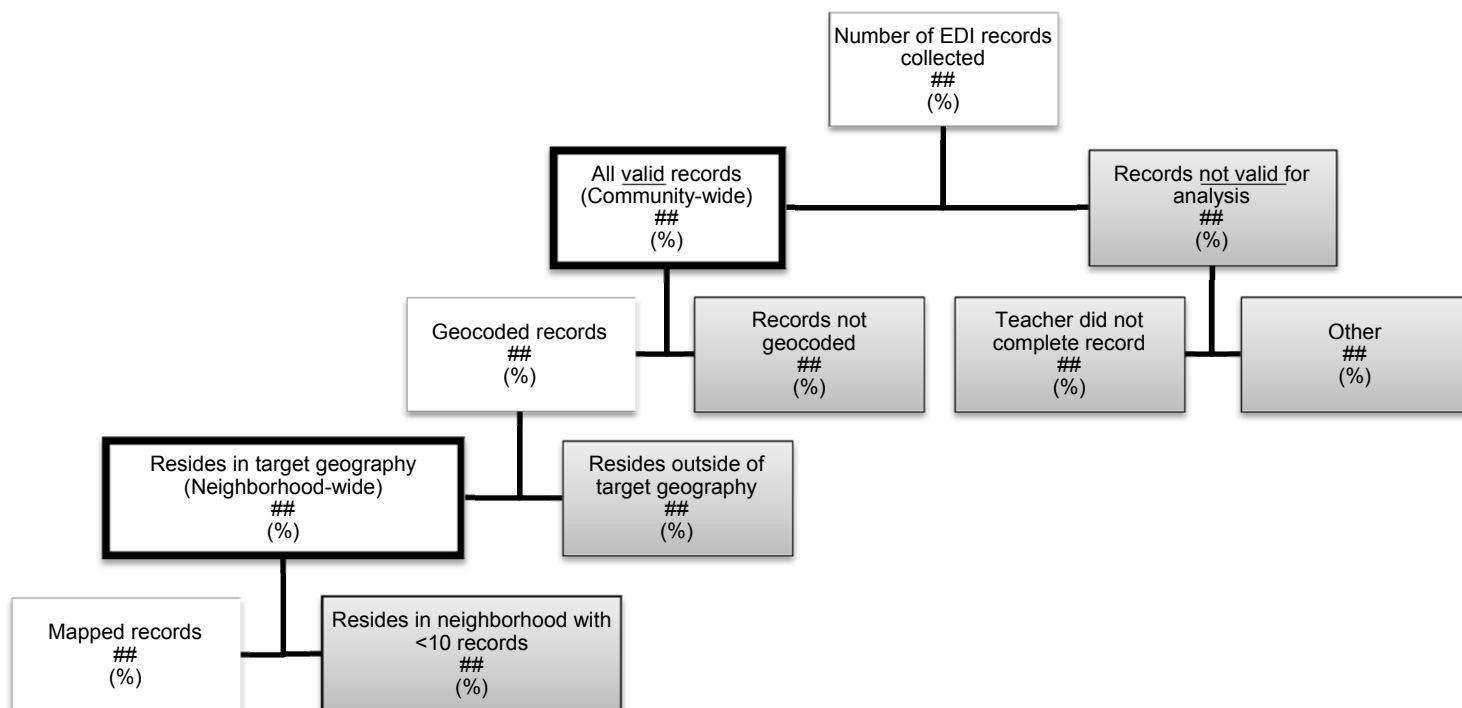 Number of EDI records
collected
##
(%)
All valid records
(Community-wide)
##
(%)
Records not valid for
analysis
##
(%)
Geocoded records
##
(%)
Records not
geocoded
##
(%)
Teacher did not
complete record
##
(%)
Other
##
(%)
Resides in target geography
(Neighborhood-wide)
##
(%)
Resides outside of
target geography
##
(%)
Mapped records
##
(%)
Resides in neighborhood with
<10 records
##
(%)